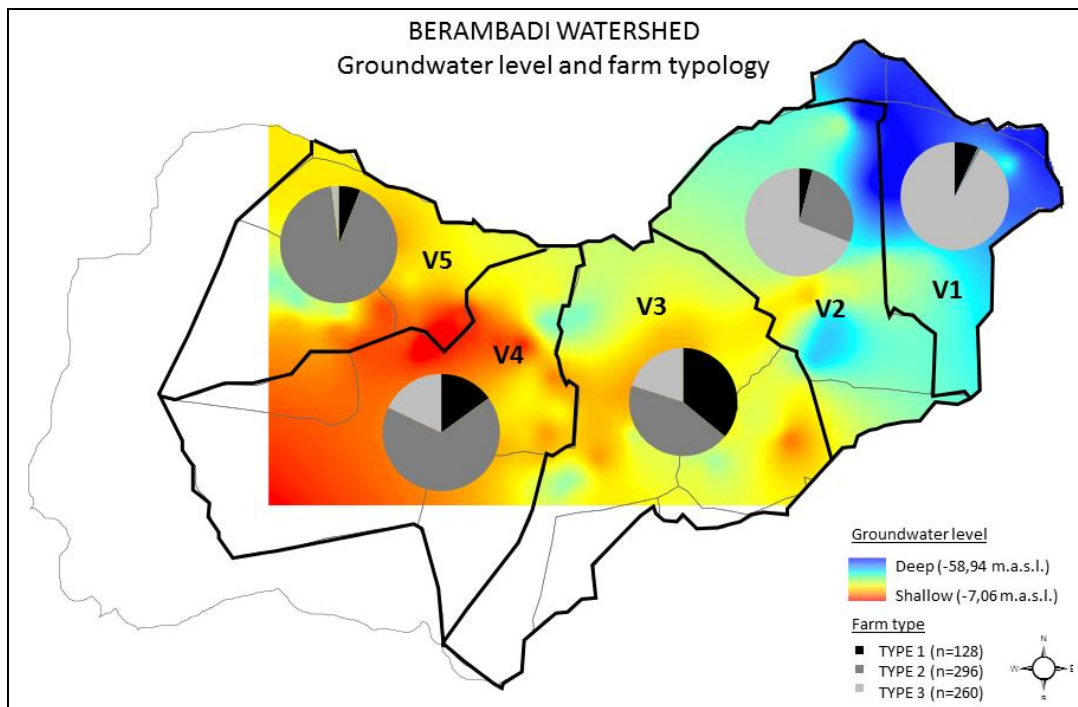 BERAMBADI WATERSHED
Groundwater level and farm typology
V5
V4
V3
V2
V1
Groundwater level
Deep (-58,94 m.a.s.l.)
Shallow (-7,06 m.a.s.l.)
Farm type
TYPE 1 (n=128)
TYPE 2 (n=296)
TYPE 3 (n=260)
N
W
E
S